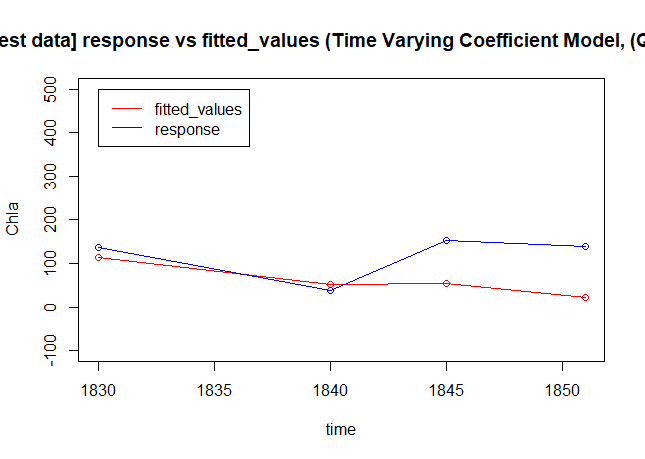 est data] response vs fitted_values (Time Varying Coefficient Model, (Q
500
400
300
200
100
0
-100
Chla
fitted_values
response
1830 1835 1840 1845 1850
time